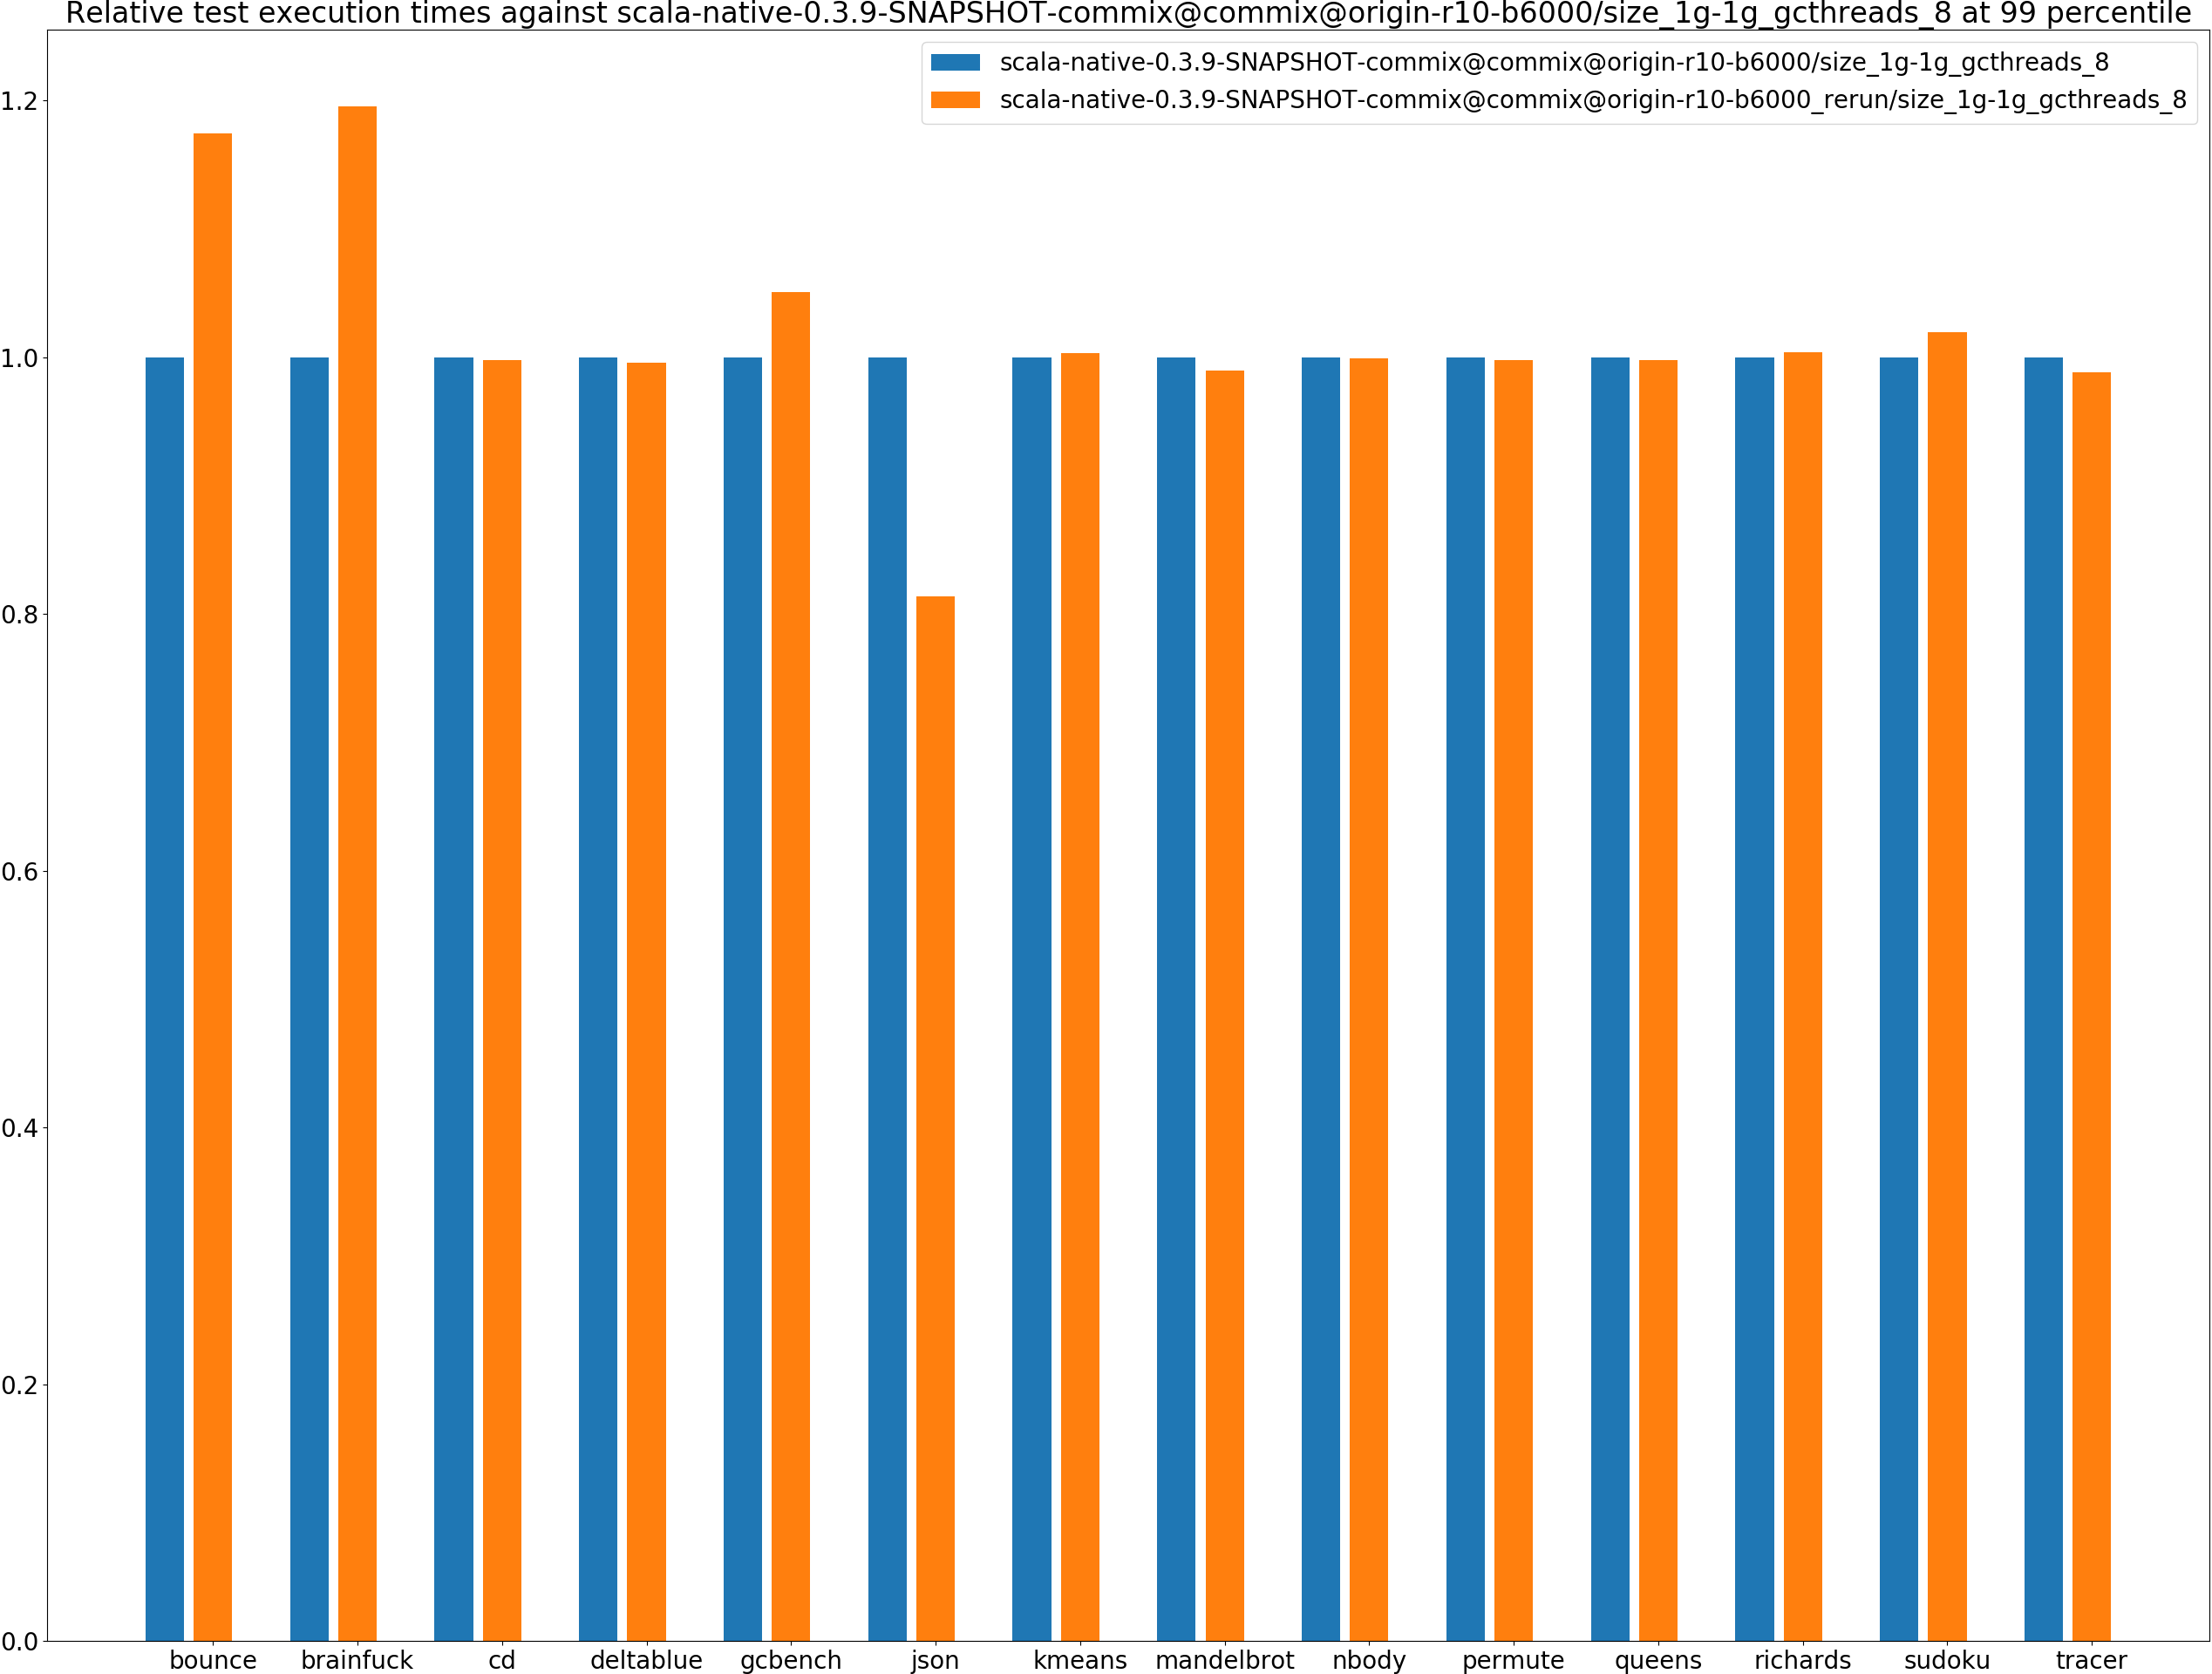 Relative test execution times against scala-native-0.3.9-SNAPSHOT-commix@commix@origin-r10-b6000/size_1g-1g_gcthreads_8 at 99 percentile
scala-native-0.3.9-SNAPSHOT-commix@commix@origin-r10-b6000/size_1g-1g_gcthreads_8
scala-native-0.3.9-SNAPSHOT-commix@commix@origin-r10-b6000_rerun/size_1g-1g_gcthreads_8
1.2
1.0
0.8
0.6
0.4
0.2
0.0
bounce brainfuck cd deltablue gcbench json kmeans mandelbrot nbody permute queens richards sudoku tracer